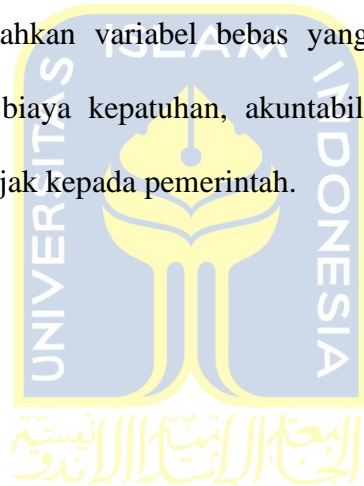 ahkan variabel bebas yang
biaya kepatuhan, akuntabil
jak kepada pemerintah.
UNIVERSITAS ISLAM INDONESIA